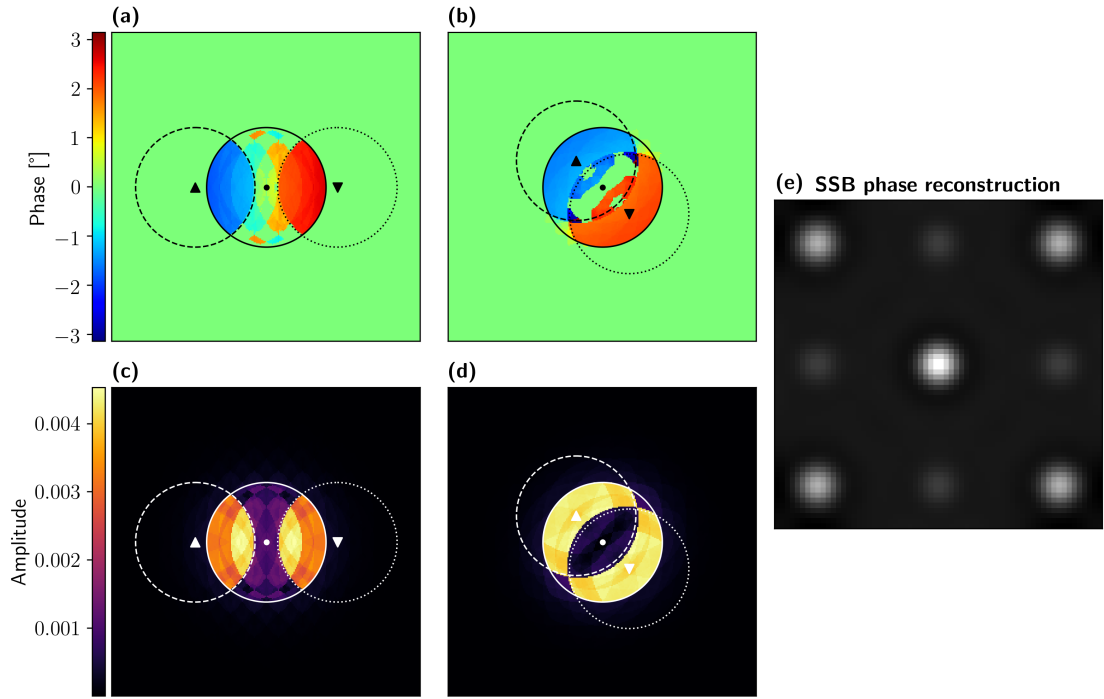 (a)
(b)
3
2
1
0
−1
−2
−3
Phase [°]
(c)
(d)
0.004
0.003
0.002
0.001
Amplitude
(e) SSB phase reconstruction